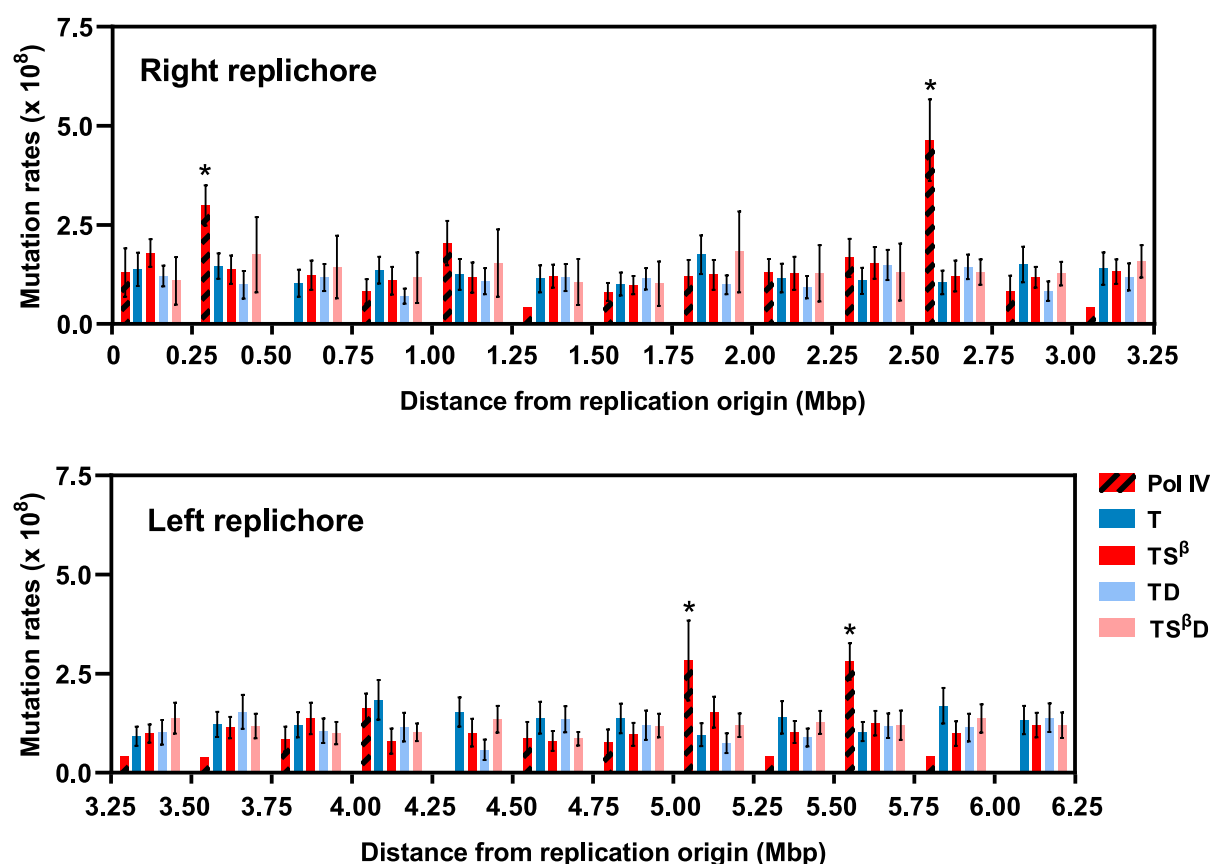 Mutation rates (x 10⁸)
7.5
5.0
2.5
0.0
Right replichore
*
*
0 0.25 0.50 0.75 1.00 1.25 1.50 1.75 2.00 2.25 2.50 2.75 3.00 3.25
Distance from replication origin (Mbp)
Mutation rates (x 10⁸)
7.5
5.0
2.5
0.0
Left replichore
*
*
3.25 3.50 3.75 4.00 4.25 4.50 4.75 5.00 5.25 5.50 5.75 6.00 6.25
Distance from replication origin (Mbp)
Pol IV
T
TSᵝ
TD
TSᵝD